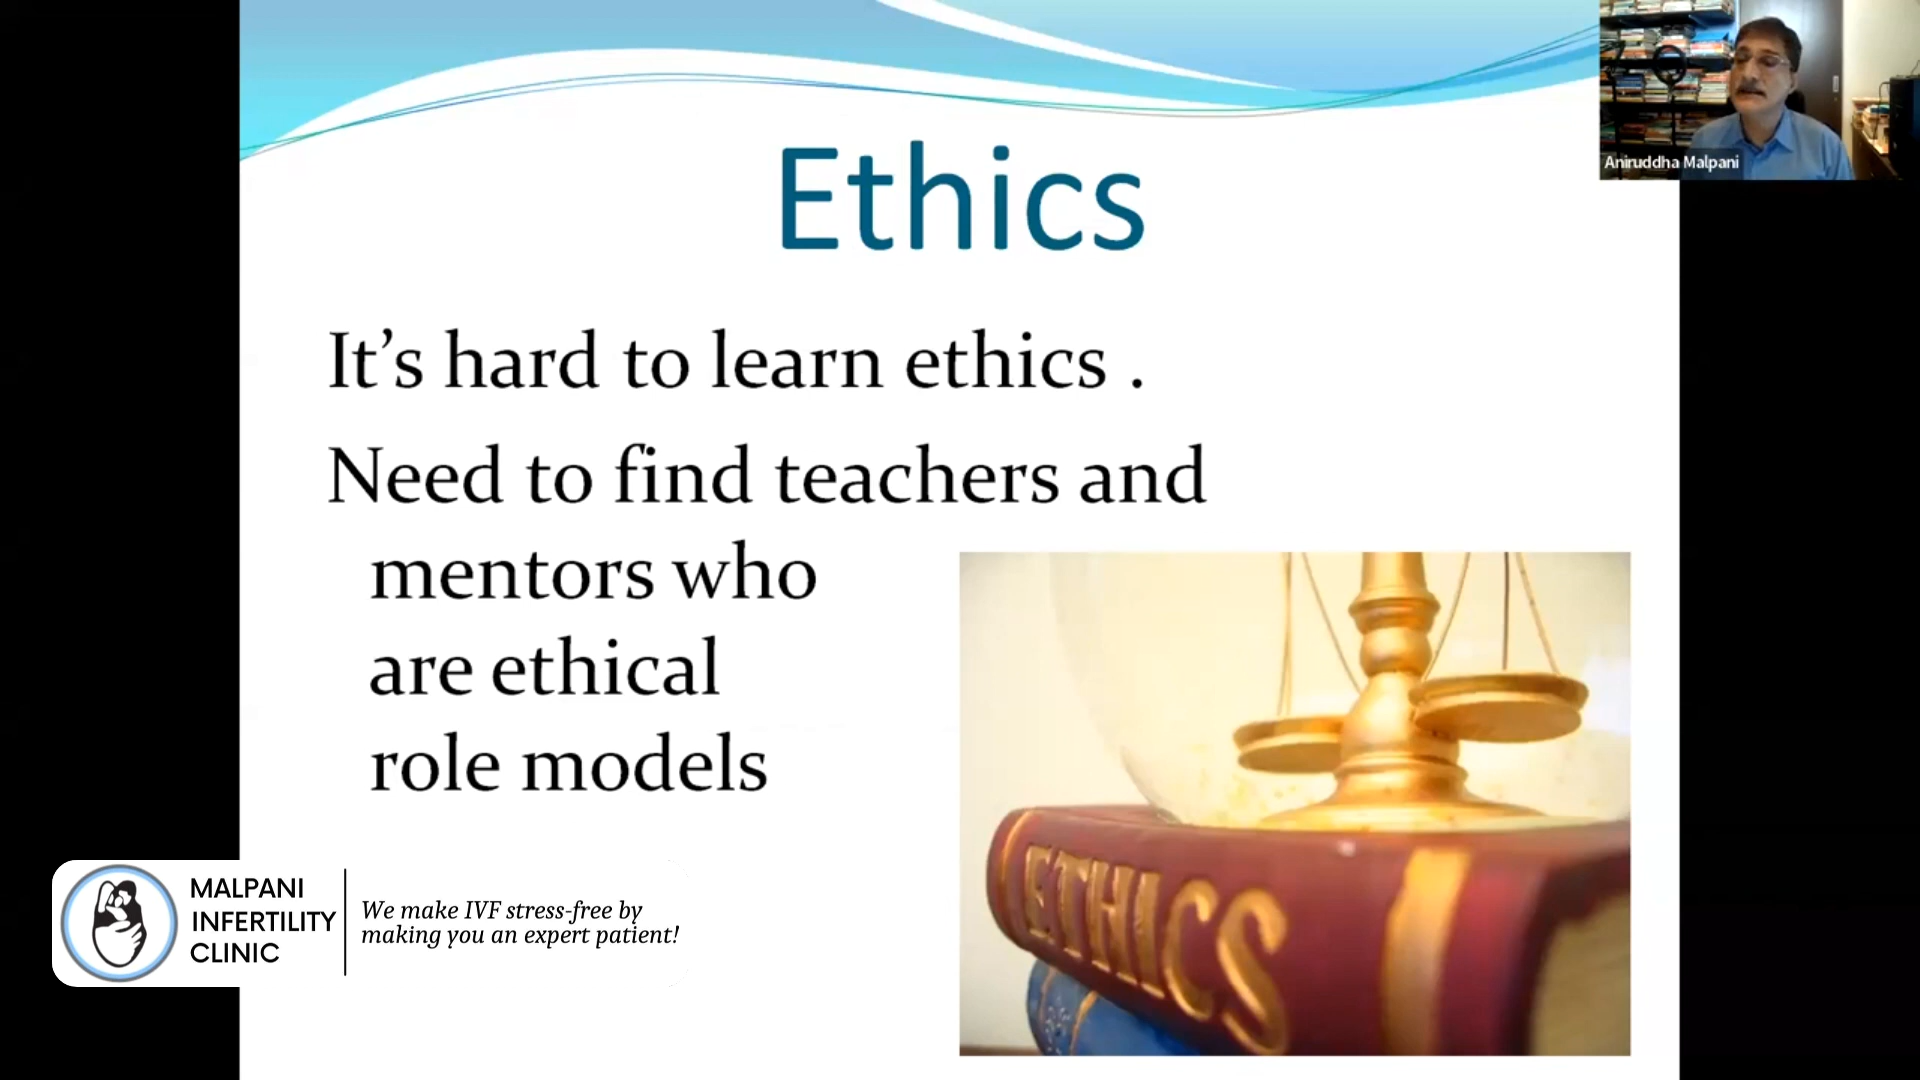 Ethics
Aniruddha Malpani
It’s hard to learn ethics .
Need to find teachers and
mentors who
are ethical
role models
ETHICS
MALPANI
INFERTILITY
CLINIC
We make IVF stress-free by
making you an expert patient!